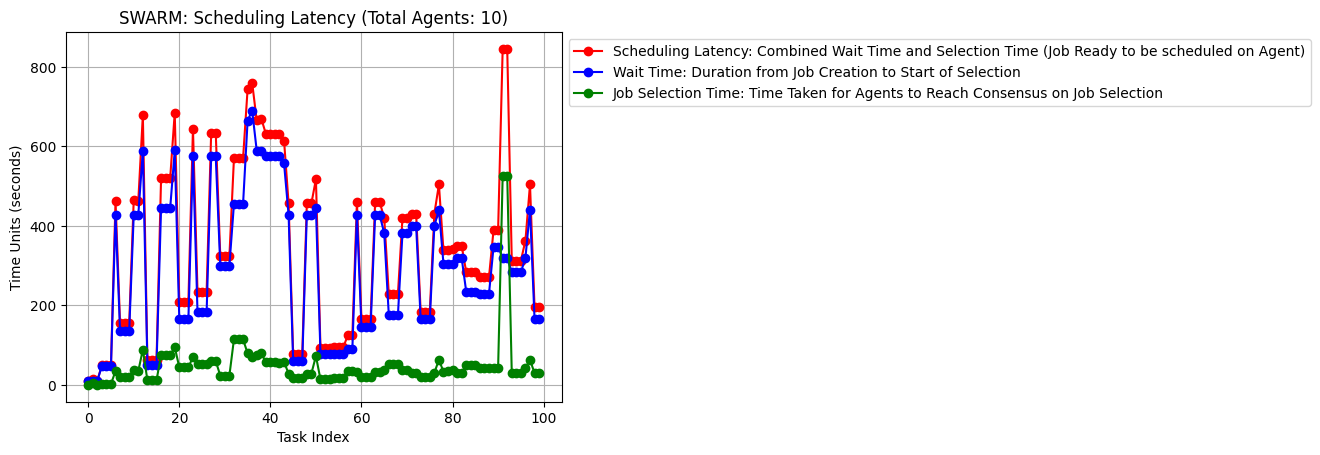 SWARM: Scheduling Latency (Total Agents: 10)
Scheduling Latency: Combined Wait Time and Selection Time (Job Ready to be scheduled on Agent)
Wait Time: Duration from Job Creation to Start of Selection
Job Selection Time: Time Taken for Agents to Reach Consensus on Job Selection
Time Units (seconds)
800
600
400
200
0
0 20 40 60 80 100
Task Index